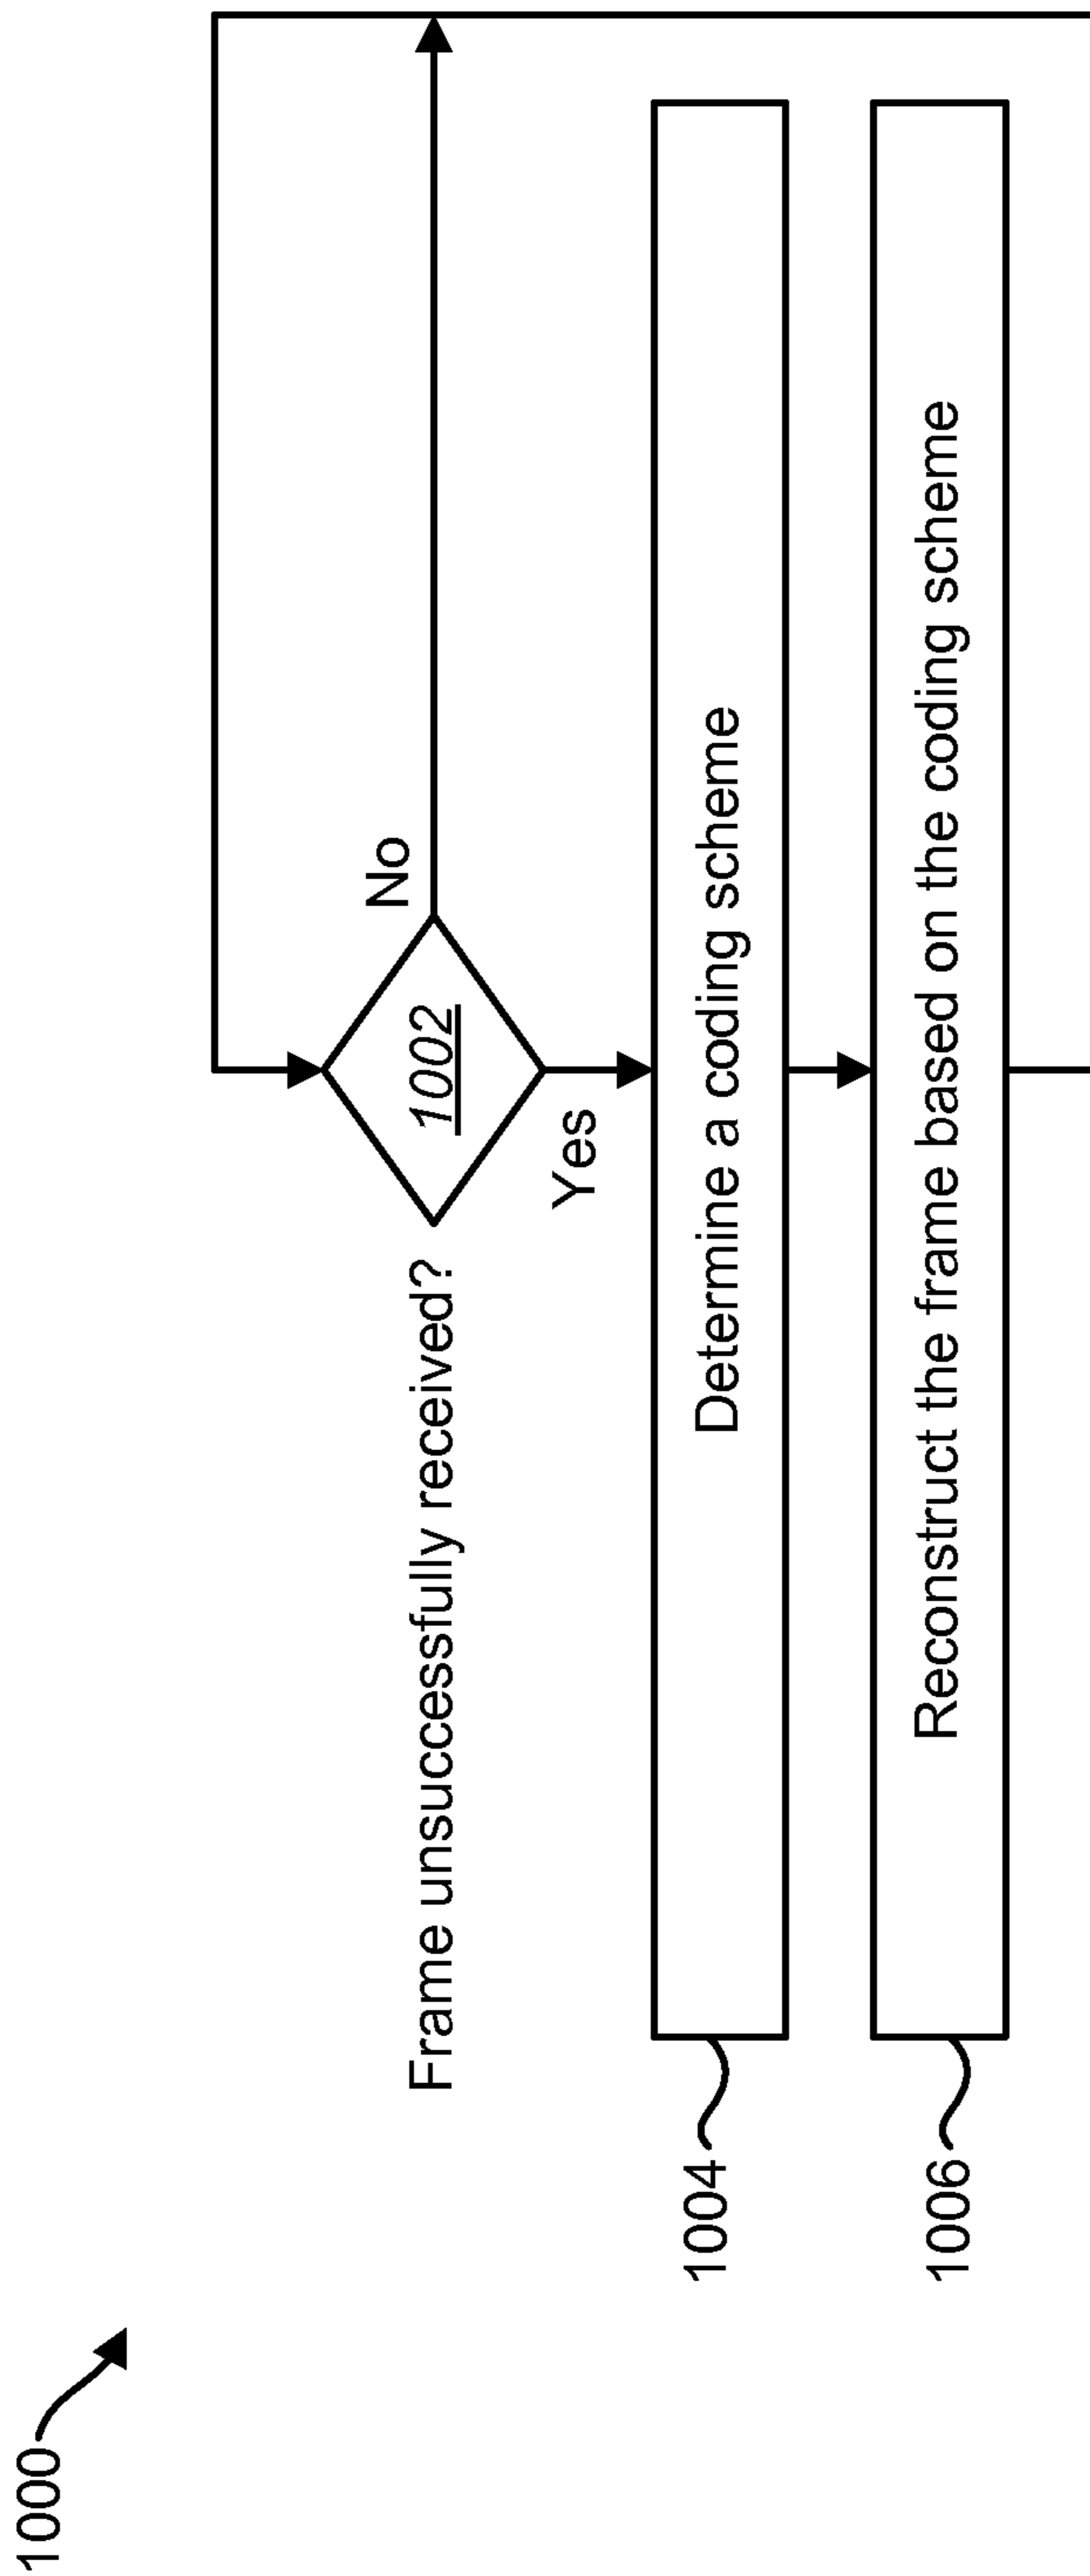 1000
Frame unsuccessfully received?
1002
No
Yes
Determine a coding scheme
1004
Reconstruct the frame based on the coding scheme
1006